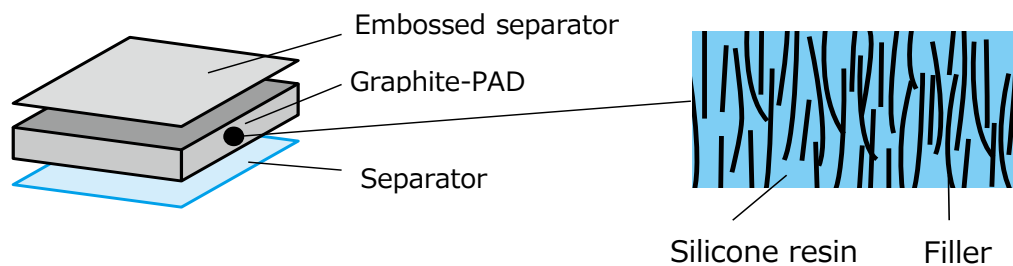 Embossed separator
Graphite-PAD
Separator
Silicone resin
Filler